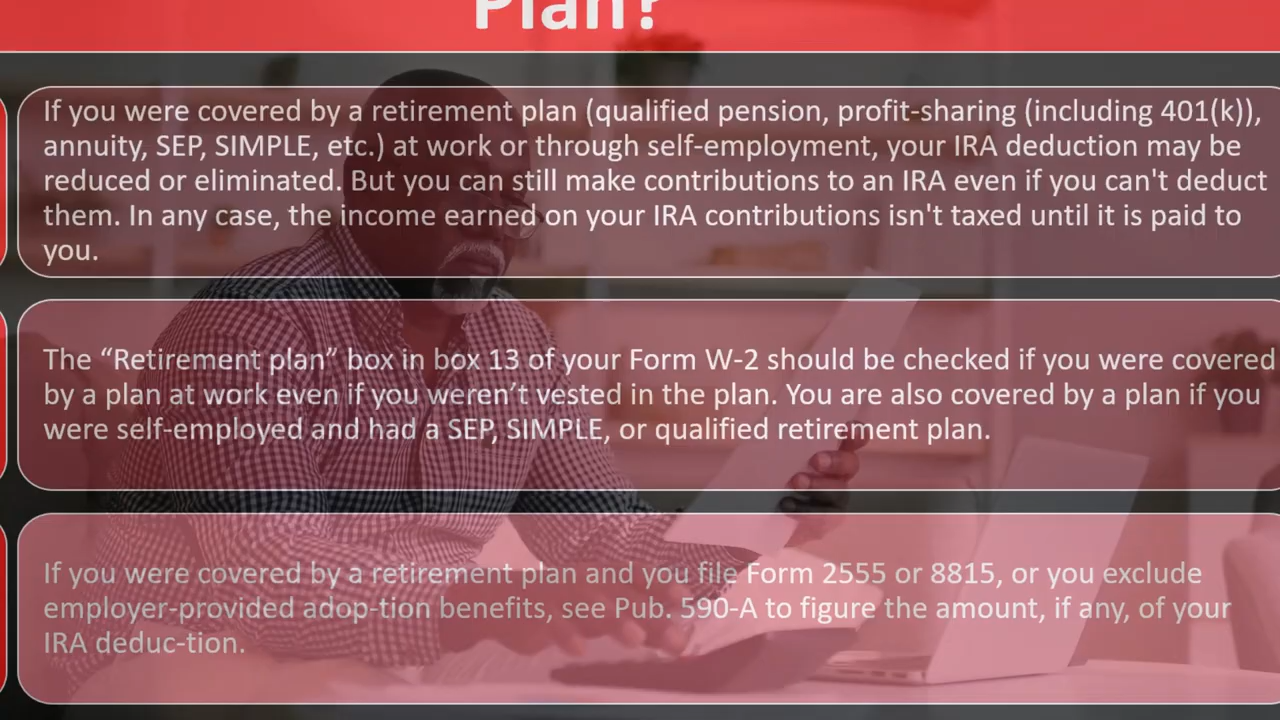 Plan?
If you were covered by a retirement plan (qualified pension, profit-sharing (including 401(k)),
annuity, SEP, SIMPLE, etc.) at work or through self-employment, your IRA deduction may be
reduced or eliminated. But you can still make contributions to an IRA even if you can't deduct
them. In any case, the income earned on your IRA contributions isn't taxed until it is paid to
you.
The “Retirement plan” box in box 13 of your Form W-2 should be checked if you were covered
by a plan at work even if you weren’t vested in the plan. You are also covered by a plan if you
were self-employed and had a SEP, SIMPLE, or qualified retirement plan.
If you were covered by a retirement plan and you file Form 2555 or 8815, or you exclude
employer-provided adop-tion benefits, see Pub. 590-A to figure the amount, if any, of your
IRA deduc-tion.